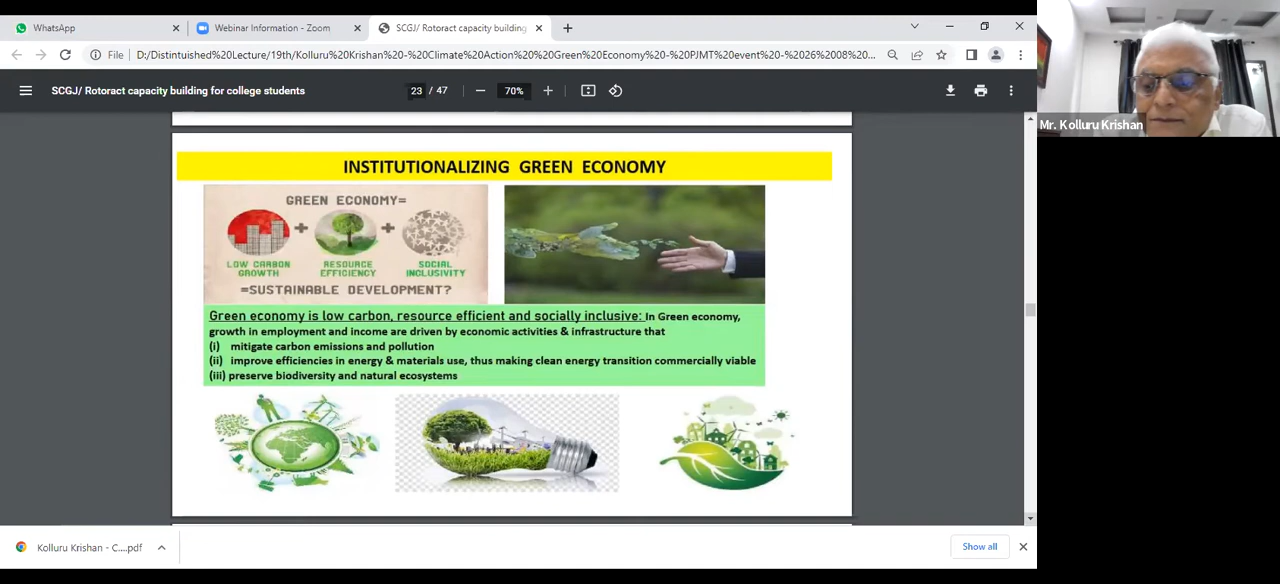 WhatsApp
Webinar Information - Zoom
SCGJ/ Rotoract capacity building
File
D:/Distintuished%20Lecture/19th/Kolluru%20Krishan%20-%20Climate%20Action%20%20Green%20Economy%20-%20PJMT%20event%20-%2026%2008%20...
SCGJ/ Rotoract capacity building for college students
23 / 47
70%
Mr. Kolluru Krishan
INSTITUTIONALIZING GREEN ECONOMY
GREEN ECONOMY=
+ +
LOW CARBON GROWTH
RESOURCE EFFICIENCY
SOCIAL INCLUSIVITY
=SUSTAINABLE DEVELOPMENT?
Green economy is low carbon, resource efficient and socially inclusive: In Green economy,
growth in employment and income are driven by economic activities & infrastructure that
(i) mitigate carbon emissions and pollution
(ii) improve efficiencies in energy & materials use, thus making clean energy transition commercially viable
(iii) preserve biodiversity and natural ecosystems
Kolluru Krishan - C....pdf
Show all